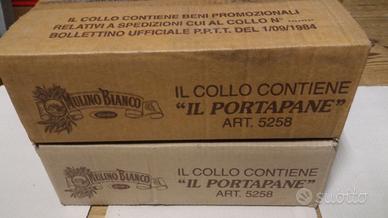 IL COLLO CONTIENE BENI PROMOZIONALI
RELATIVI A SPEDIZIONI CUI AL COLLO N° ........
BOLLETTINO UFFICIALE P.P.T.T. DEL 1/09/1984
MULINO BIANCO
IL COLLO CONTIENE
"IL PORTAPANE"
ART. 5258
MULINO BIANCO
IL COLLO CONTIENE
"IL PORTAPANE"
ART. 5258
subito